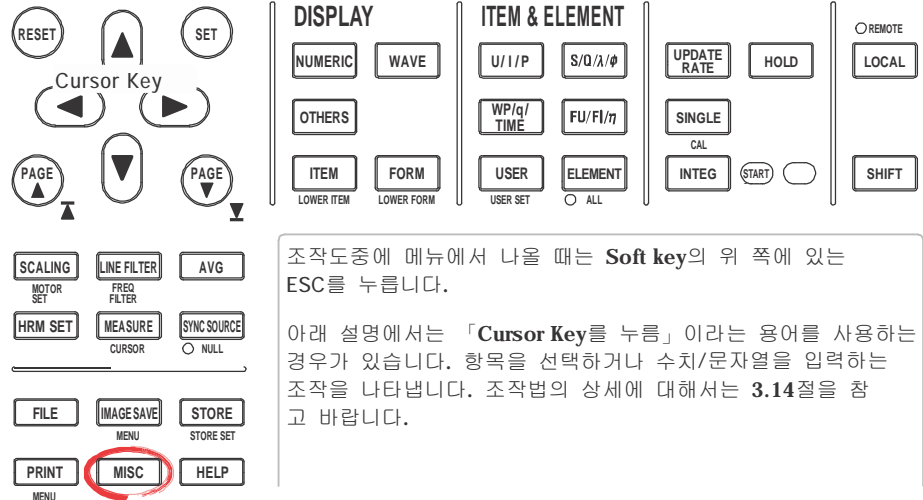 RESET
SET
Cursor Key
PAGE
PAGE
DISPLAY
NUMERIC
WAVE
OTHERS
ITEM
FORM
LOWER ITEM
LOWER FORM
ITEM & ELEMENT
U/I/P
S/Q/λ/ϕ
WP/q/
TIME
FU/FI/η
USER
ELEMENT
USER SET
ALL
UPDATE
RATE
HOLD
SINGLE
CAL
INTEG
START
REMOTE
LOCAL
SHIFT
SCALING
LINE FILTER
AVG
MOTOR
SET
FREQ
FILTER
HRM SET
MEASURE
SYNC SOURCE
CURSOR
NULL
FILE
IMAGE SAVE
STORE
MENU
STORE SET
PRINT
MISC
HELP
MENU
조작도중에 메뉴에서 나올 때는 Soft key의 위 쪽에 있는
ESC를 누릅니다.
아래 설명에서는 「Cursor Key를 누름」이라는 용어를 사용하는
경우가 있습니다. 항목을 선택하거나 수치/문자열을 입력하는
조작을 나타냅니다. 조작법의 상세에 대해서는 3.14절을 참
고 바랍니다.